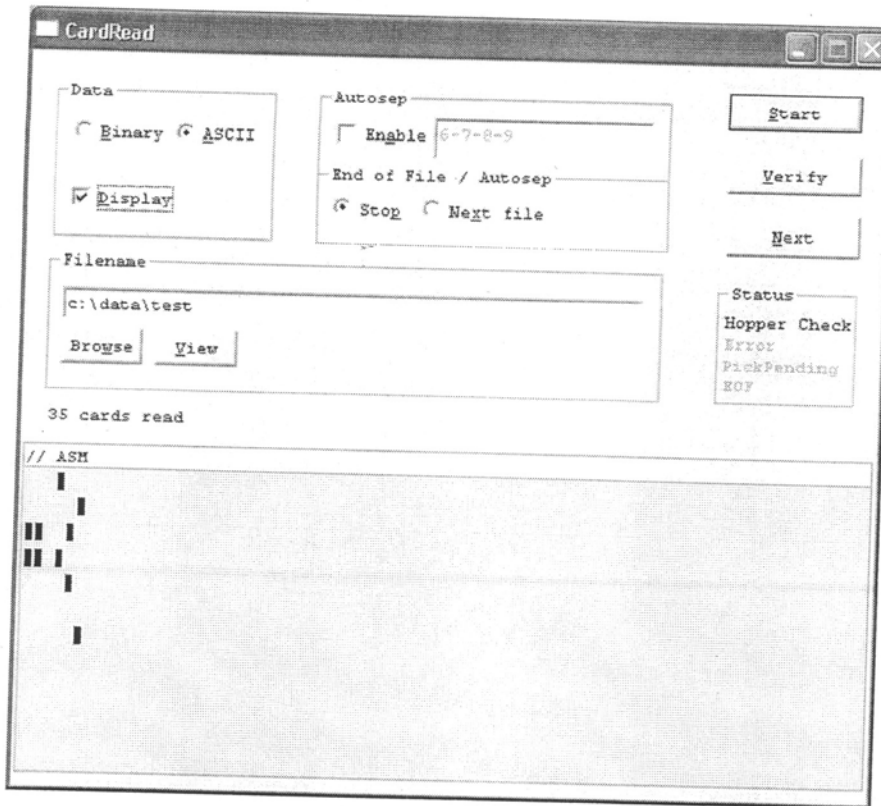 CardRead
Data
Binary ASCII
Display
Autosep
Enable 6-7-8-9
End of File / Autosep
Stop Next file
Start
Verify
Next
Filename
c:\data\test
Browse View
Status
Hopper Check
Error
PickPending
EOF
35 cards read
// ASM